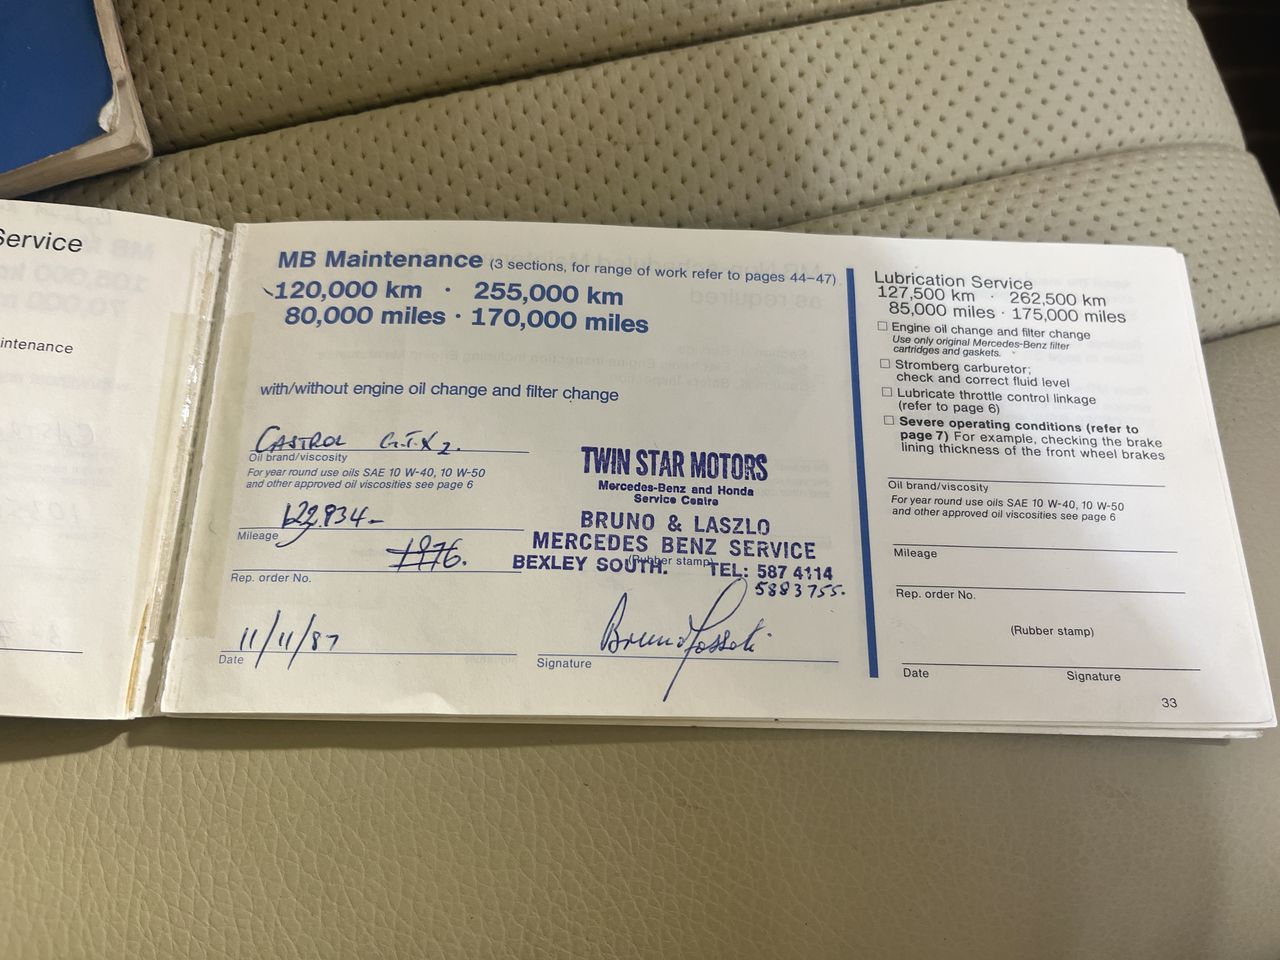 Service
intenance
MB Maintenance (3 sections, for range of work refer to pages 44–47)
120,000 km · 255,000 km
80,000 miles · 170,000 miles
with/without engine oil change and filter change
CASTROL G.T.X 2.
Oil brand/viscosity
For year round use oils SAE 10 W-40, 10 W-50
and other approved oil viscosities see page 6
122,934-
Mileage
1976.
Rep. order No.
11/11/87
Date
TWIN STAR MOTORS
Mercedes-Benz and Honda
Service Centre
BRUNO & LASZLO
MERCEDES BENZ SERVICE
(Rubber stamp)
BEXLEY SOUTH. TEL: 587 4114
5883755.
Signature
Lubrication Service
127,500 km · 262,500 km
85,000 miles · 175,000 miles
Engine oil change and filter change
Use only original Mercedes-Benz filter
cartridges and gaskets.
Stromberg carburetor;
check and correct fluid level
Lubricate throttle control linkage
(refer to page 6)
Severe operating conditions (refer to
page 7) For example, checking the brake
lining thickness of the front wheel brakes
Oil brand/viscosity
For year round use oils SAE 10 W-40, 10 W-50
and other approved oil viscosities see page 6
Mileage
Rep. order No.
(Rubber stamp)
Date Signature
33